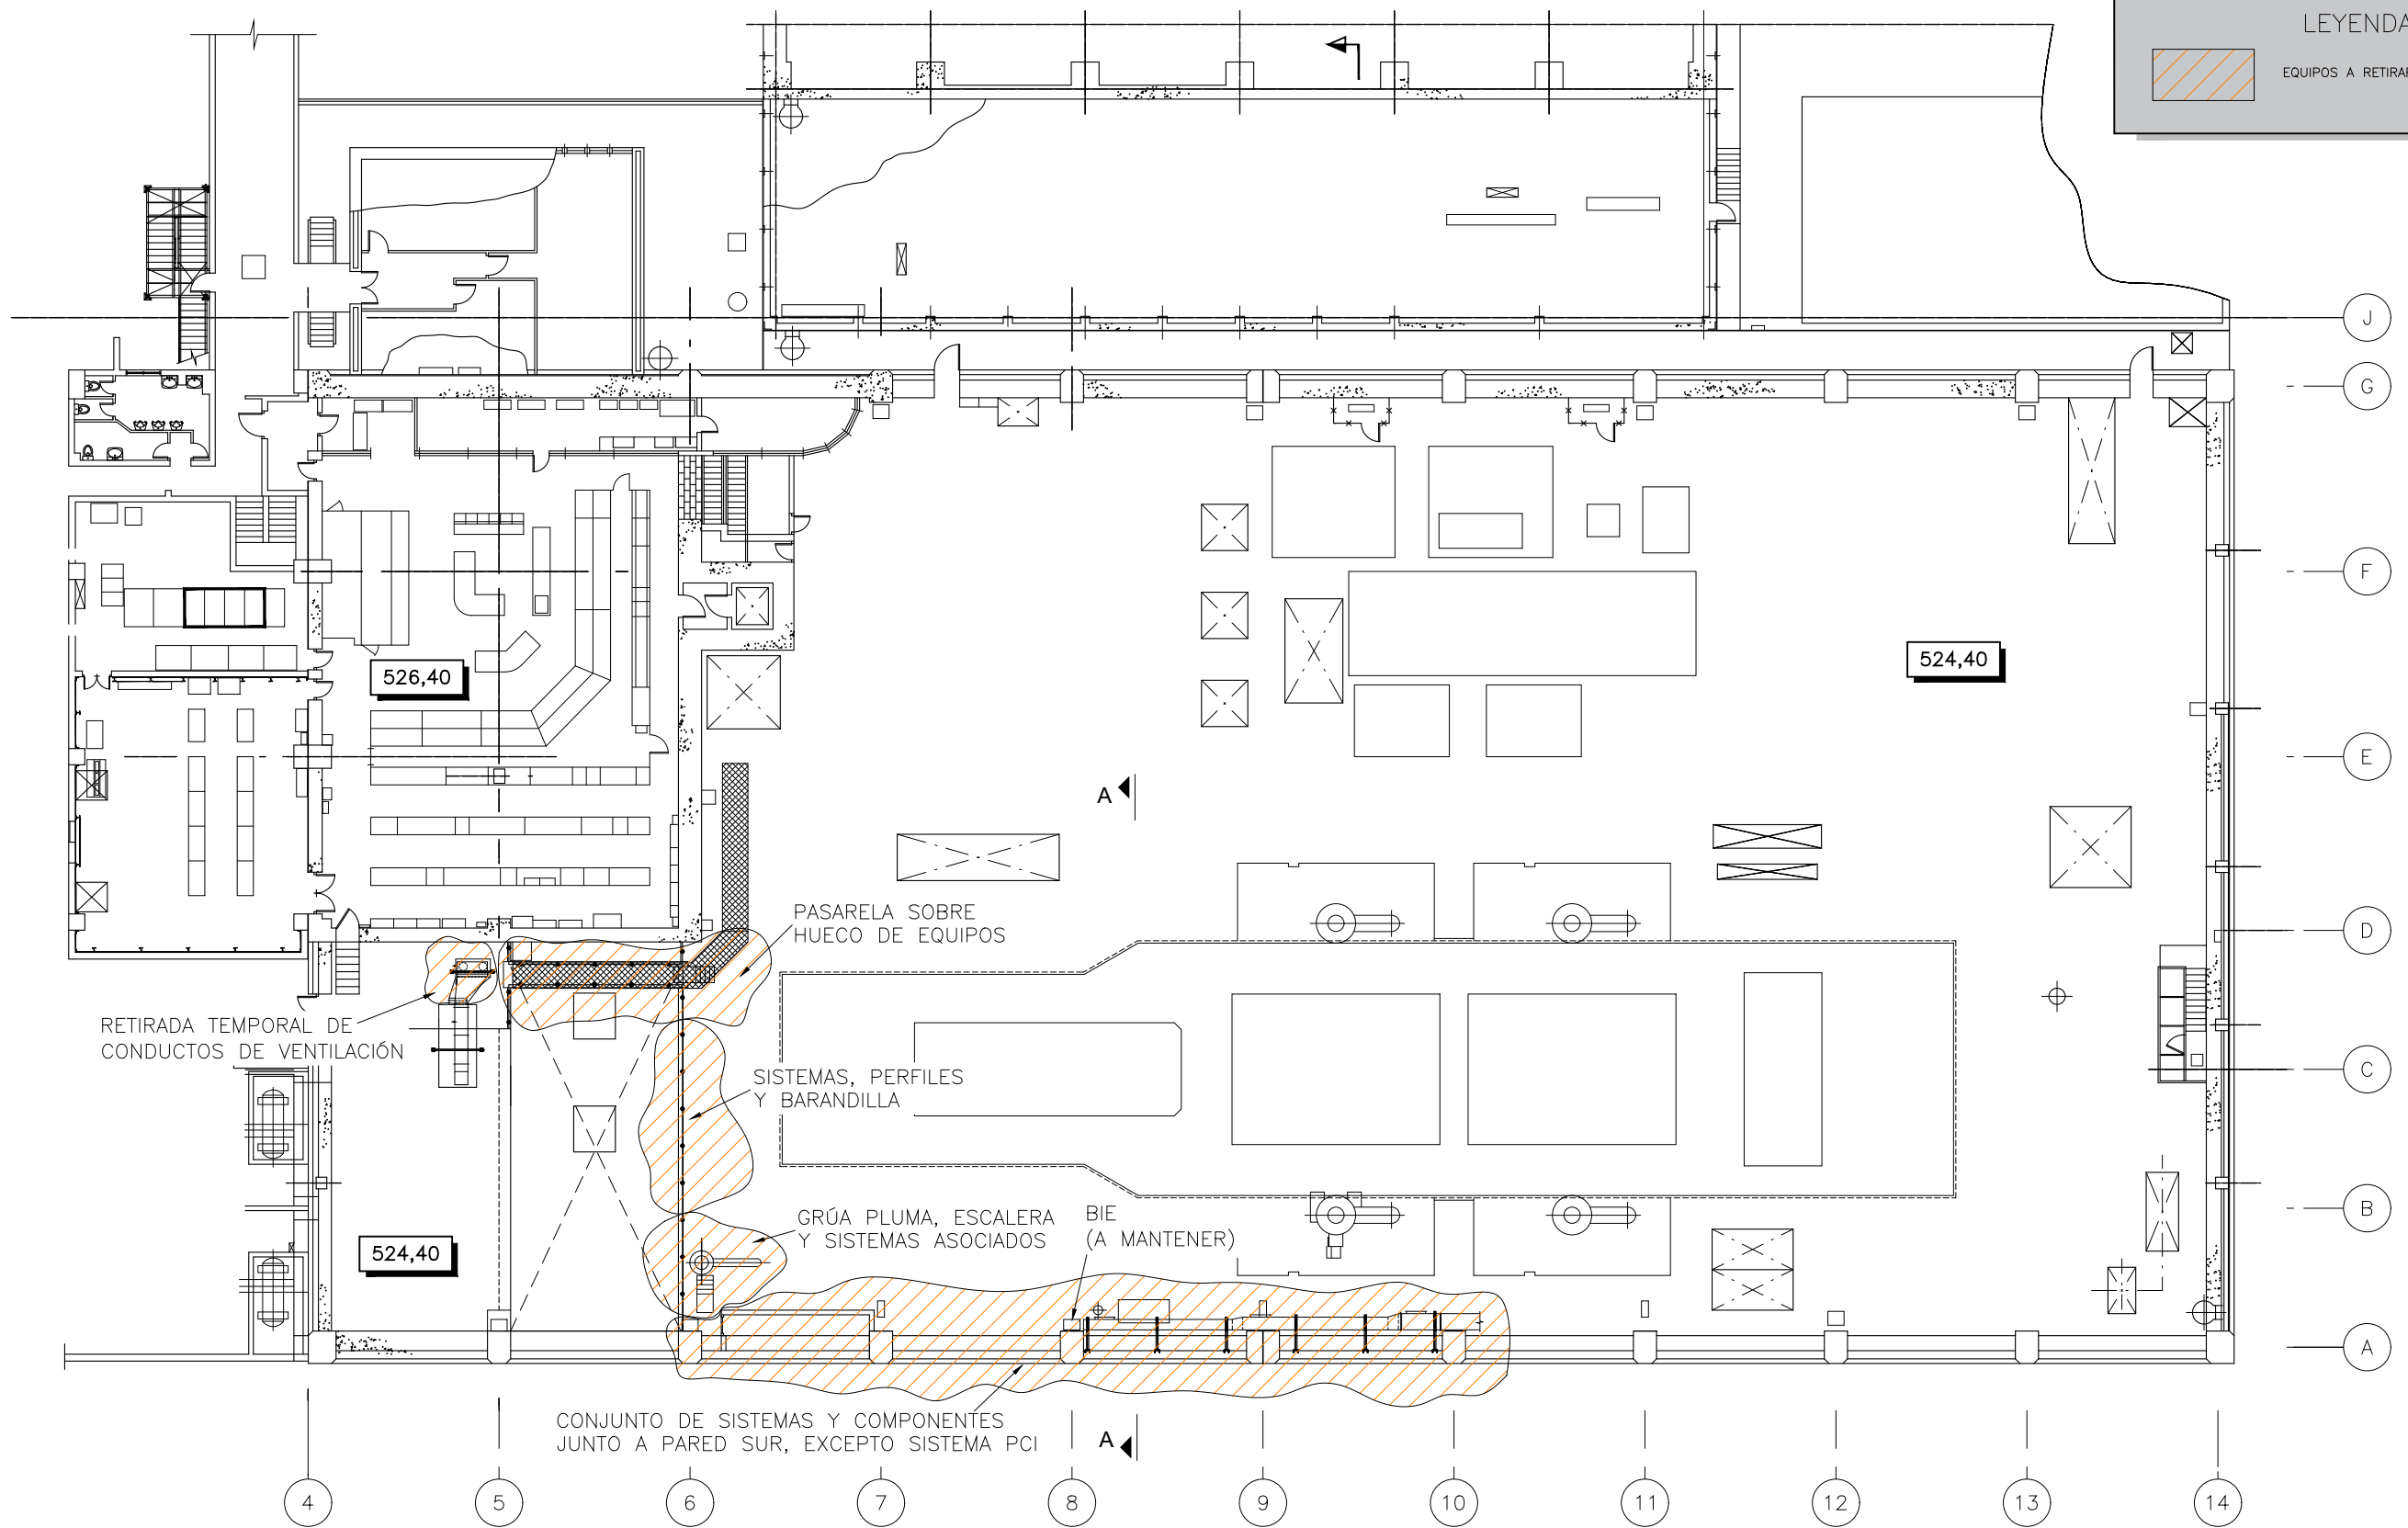 LEYENDA
EQUIPOS A RETIRAR
J
G
F
526,40
524,40
E
A
PASARELA SOBRE
HUECO DE EQUIPOS
D
RETIRADA TEMPORAL DE
CONDUCTOS DE VENTILACIÓN
SISTEMAS, PERFILES
Y BARANDILLA
C
GRÚA PLUMA, ESCALERA
Y SISTEMAS ASOCIADOS
BIE
(A MANTENER)
B
524,40
A
CONJUNTO DE SISTEMAS Y COMPONENTES
JUNTO A PARED SUR, EXCEPTO SISTEMA PCI
A
4 5 6 7 8 9 10 11 12 13 14